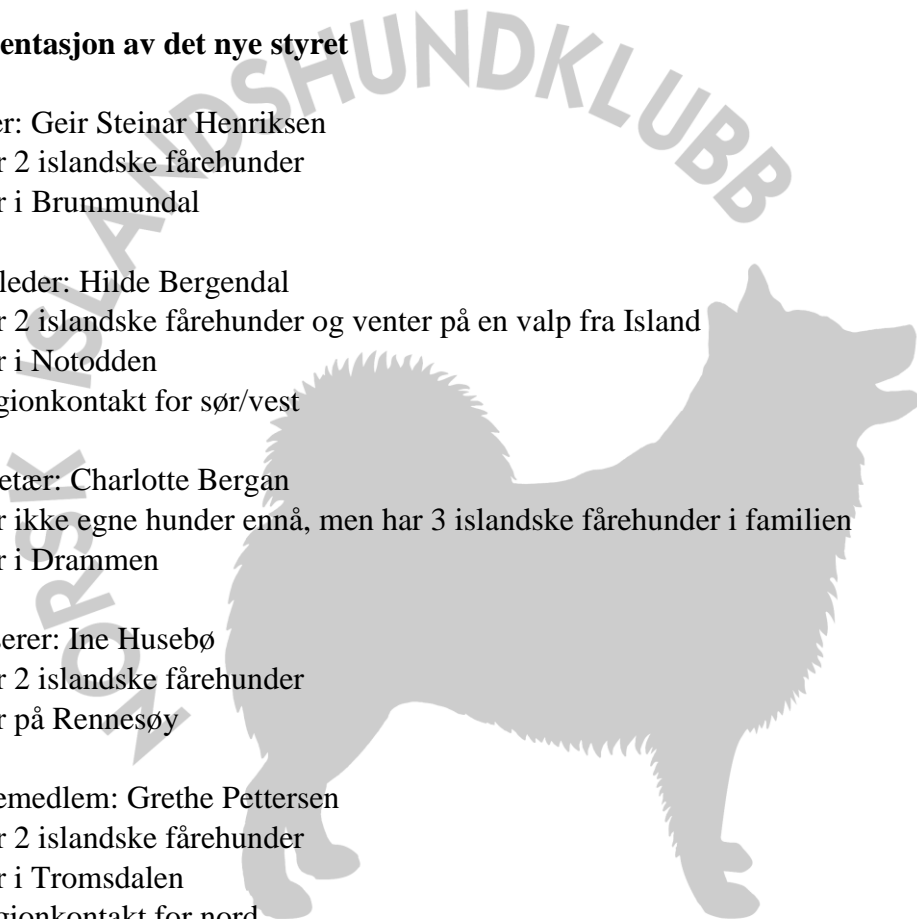 NORSK ISLANDSHUNDKLUBB
entasjon av det nye styret
er: Geir Steinar Henriksen
r 2 islandske fårehunder
r i Brummundal
leder: Hilde Bergendal
r 2 islandske fårehunder og venter på en valp fra Island
r i Notodden
gionkontakt for sør/vest
etær: Charlotte Bergan
r ikke egne hunder ennå, men har 3 islandske fårehunder i familien
r i Drammen
serer: Ine Husebø
r 2 islandske fårehunder
r på Rennesøy
emedlem: Grethe Pettersen
r 2 islandske fårehunder
r i Tromsdalen
gionkontakt for nord